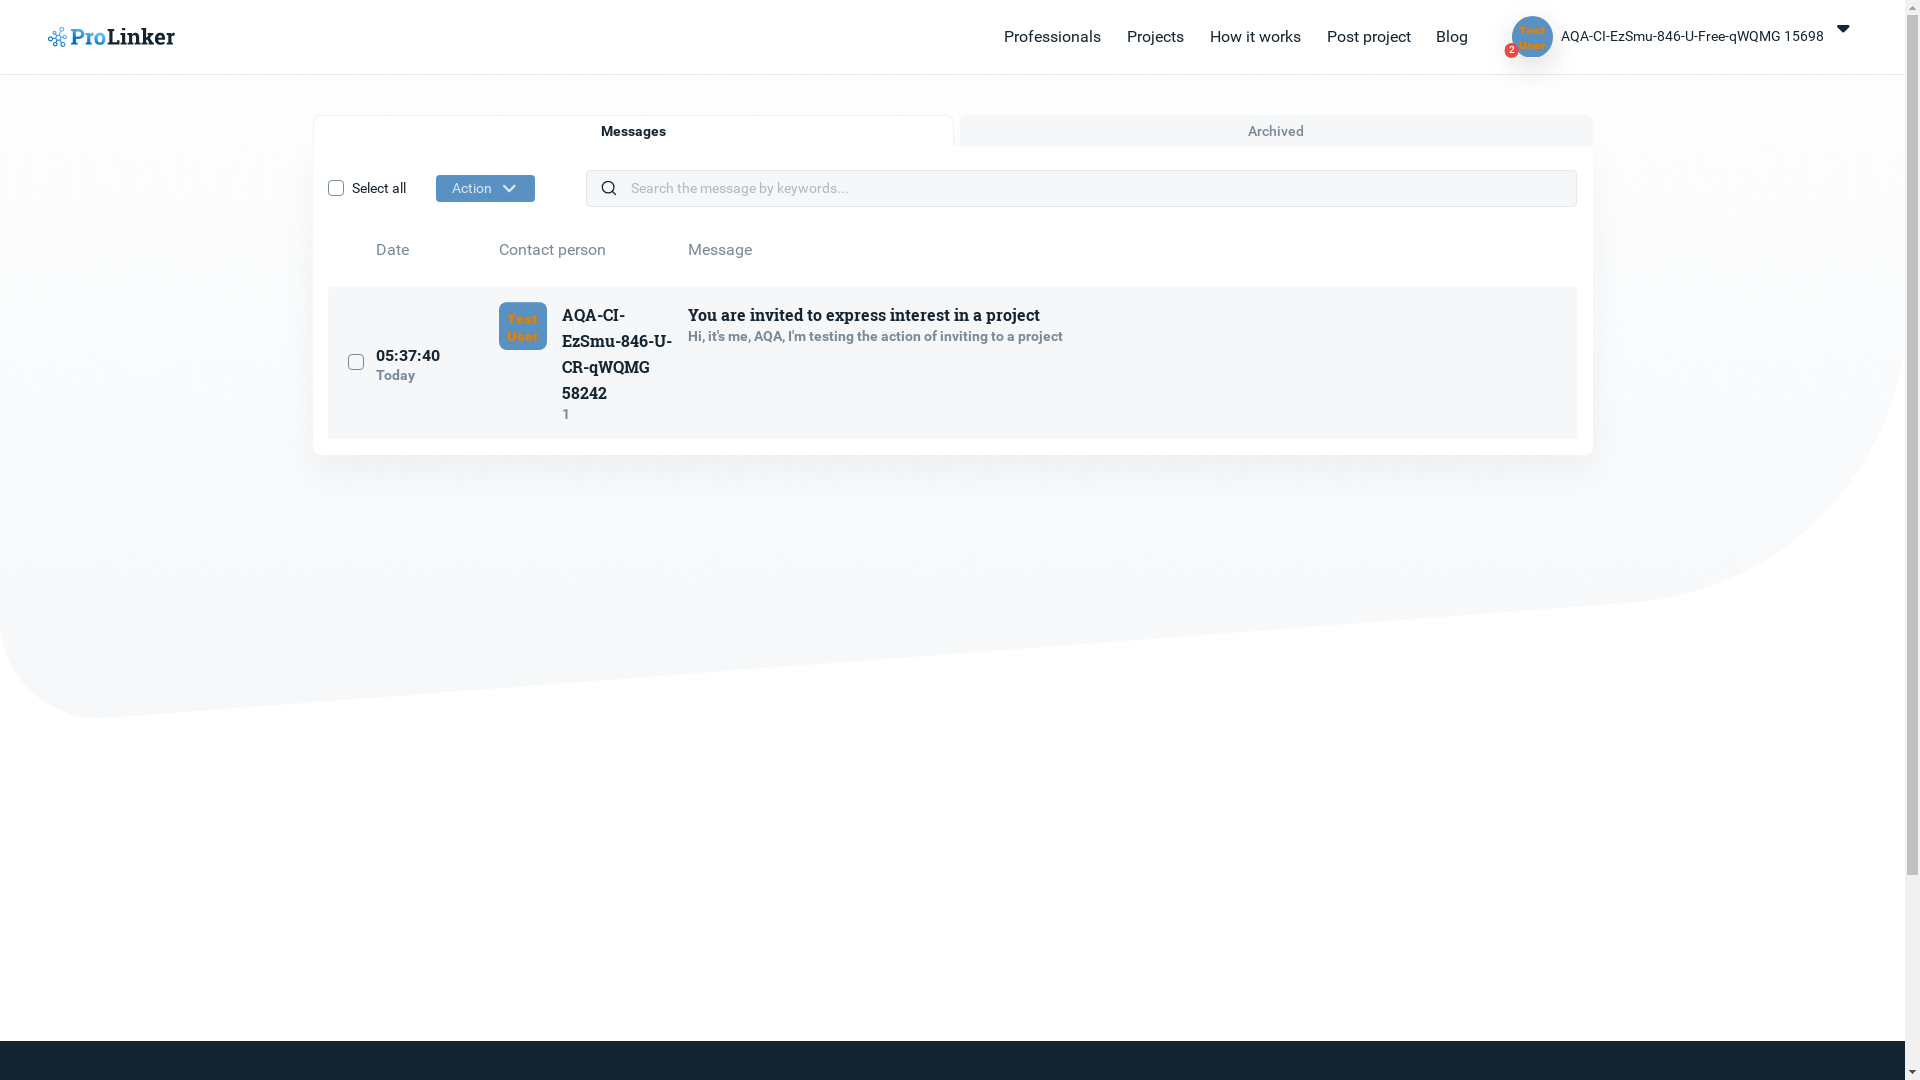 ProLinker
Professionals
Projects
How it works
Post project
Blog
Test
User
2
AQA-CI-EzSmu-846-U-Free-qWQMG 15698
Messages
Archived
Select all
Action
Search the message by keywords...
Date
Contact person
Message
05:37:40
Today
Test
User
AQA-CI-
EzSmu-846-U-
CR-qWQMG
58242
1
You are invited to express interest in a project
Hi, it's me, AQA, I'm testing the action of inviting to a project